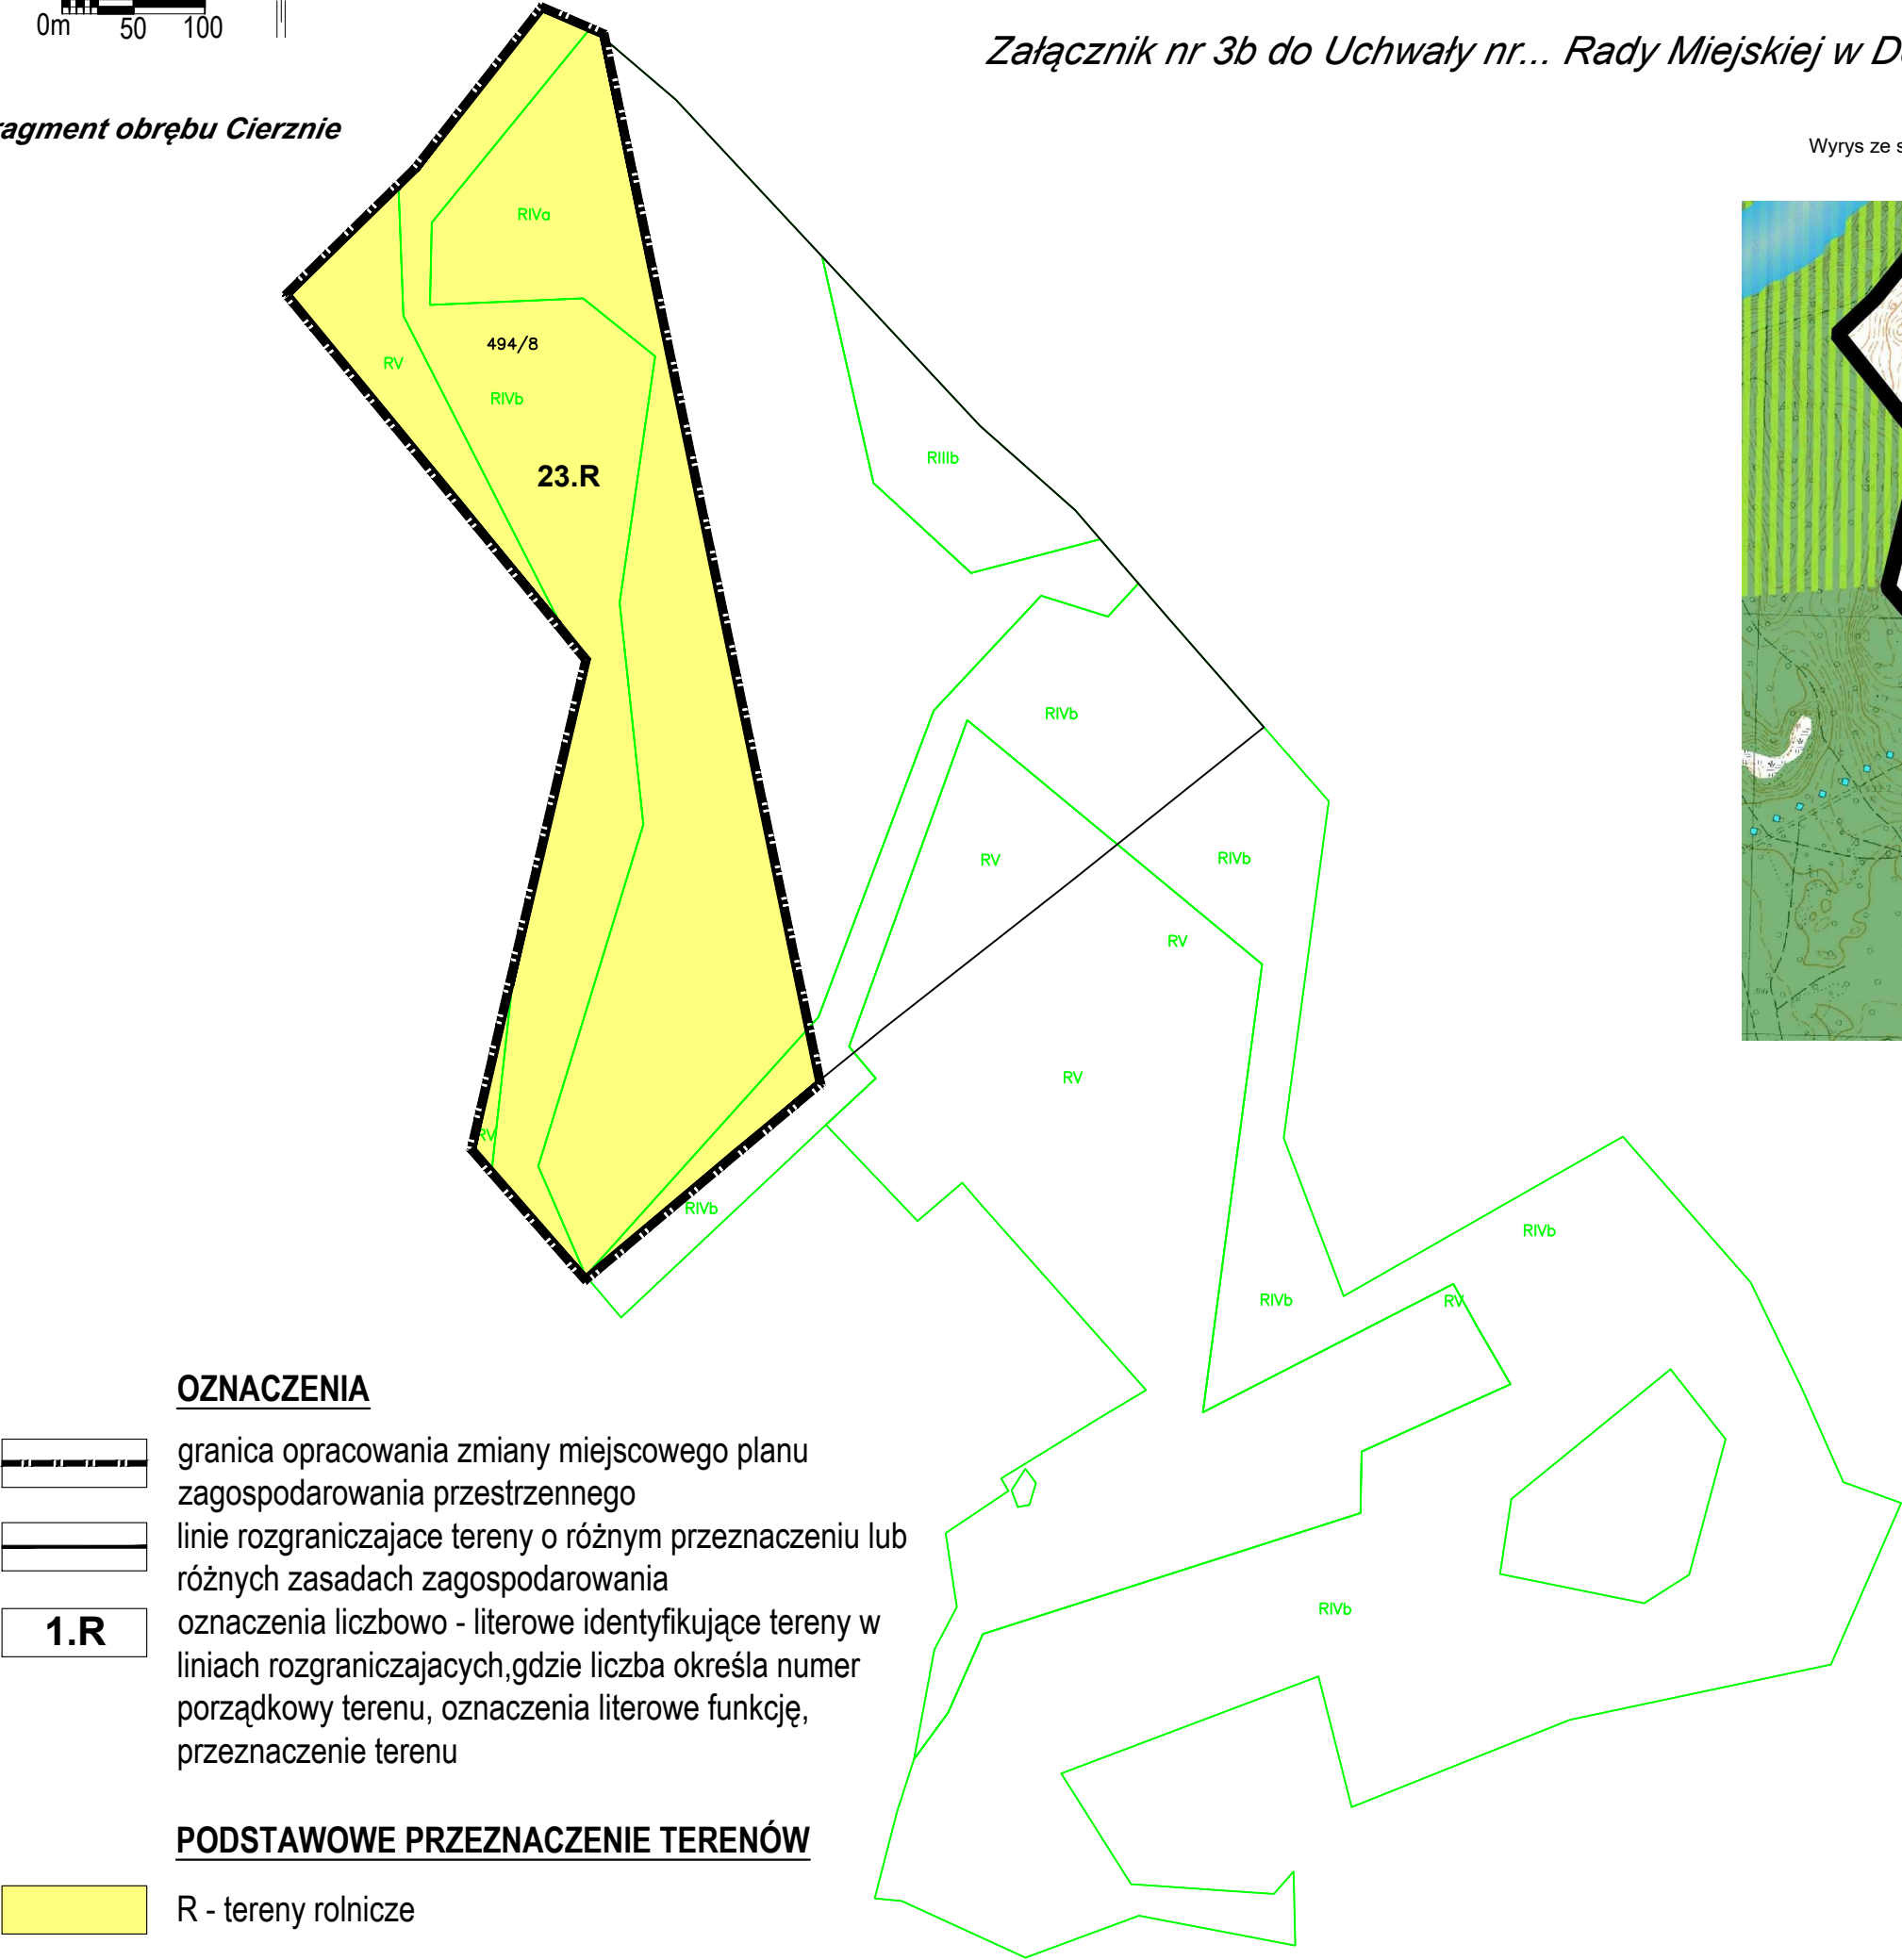 0m 50 100
Załącznik nr 3b do Uchwały nr... Rady Miejskiej w D
ragment obrębu Cierznie
Wyrys ze s
RIVa
494/8
RV
RIVb
23.R
RIIIb
RIVb
RV
RIVb
RV
RV
RV
RIVb
RIVb
RIVb
RV
RIVb
OZNACZENIA
granica opracowania zmiany miejscowego planu
zagospodarowania przestrzennego
linie rozgraniczajace tereny o różnym przeznaczeniu lub
różnych zasadach zagospodarowania
1.R
oznaczenia liczbowo - literowe identyfikujące tereny w
liniach rozgraniczajacych,gdzie liczba określa numer
porządkowy terenu, oznaczenia literowe funkcję,
przeznaczenie terenu
PODSTAWOWE PRZEZNACZENIE TERENÓW
R - tereny rolnicze